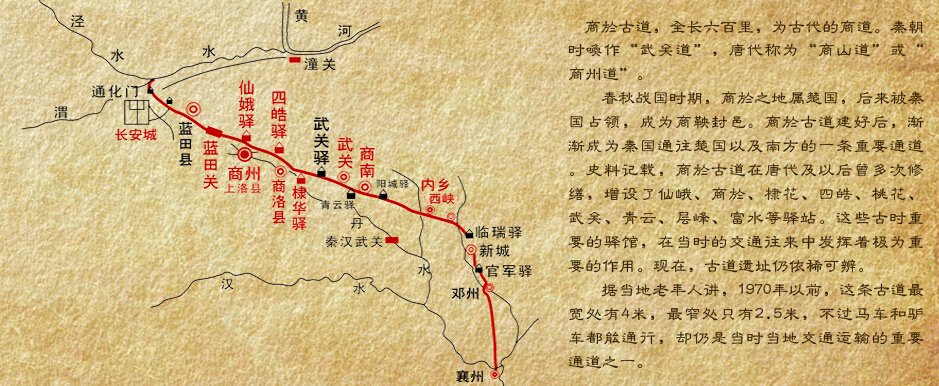 泾
水
水
黄
河
潼关
通化门
渭
长安城
蓝田县
蓝田关
仙娥驿
四皓驿
商州
上洛县
商洛县
棣华驿
武关驿
武关
商南
青云驿
阳城驿
丹
水
秦汉武关
内乡
西峡
临瑞驿
新城
官军驿
邓州
汉
水
襄州
商於古道，全长六百里，为古代的商道。秦朝
时唤作“武关道”，唐代称为“商山道”或“
商州道”。
春秋战国时期，商於之地属楚国，后来被秦
国占领，成为商鞅封邑。商於古道建好后，渐
渐成为秦国通往楚国以及南方的一条重要通道
。史料记载，商於古道在唐代及以后曾多次修
缮，增设了仙娥、商於、棣花、四皓、桃花、
武关、青云、层峰、富水等驿站。这些古时重
要的驿馆，在当时的交通往来中发挥着极为重
要的作用。现在，古道遗址仍依稀可辨。
据当地老年人讲，1970年以前，这条古道最
宽处有4米，最窄处只有2.5米，不过马车和驴
车都能通行，却仍是当时当地交通运输的重要
通道之一。